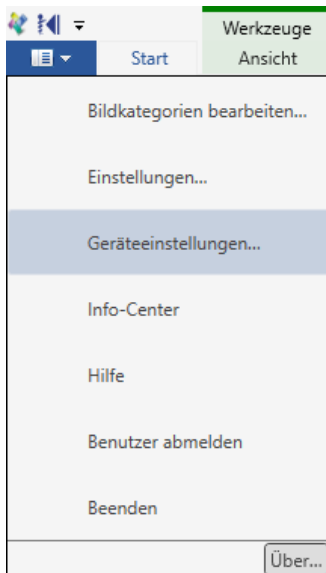 Werkzeuge
Start Ansicht
Bildkategorien bearbeiten...
Einstellungen...
Geräteeinstellungen...
Info-Center
Hilfe
Benutzer abmelden
Beenden
Über...